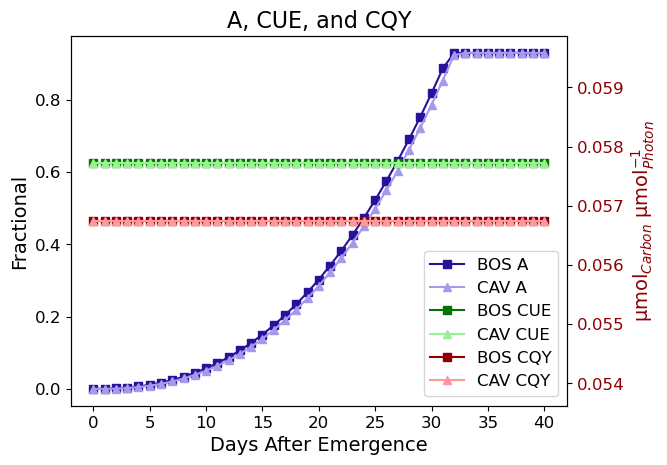 A, CUE, and CQY
Fractional
0.8
0.6
0.4
0.2
0.0
0 5 10 15 20 25 30 35 40
Days After Emergence
0.059
0.058
0.057
0.056
0.055
0.054
µmol_Carbon µmol_Photon^−1
BOS A
CAV A
BOS CUE
CAV CUE
BOS CQY
CAV CQY